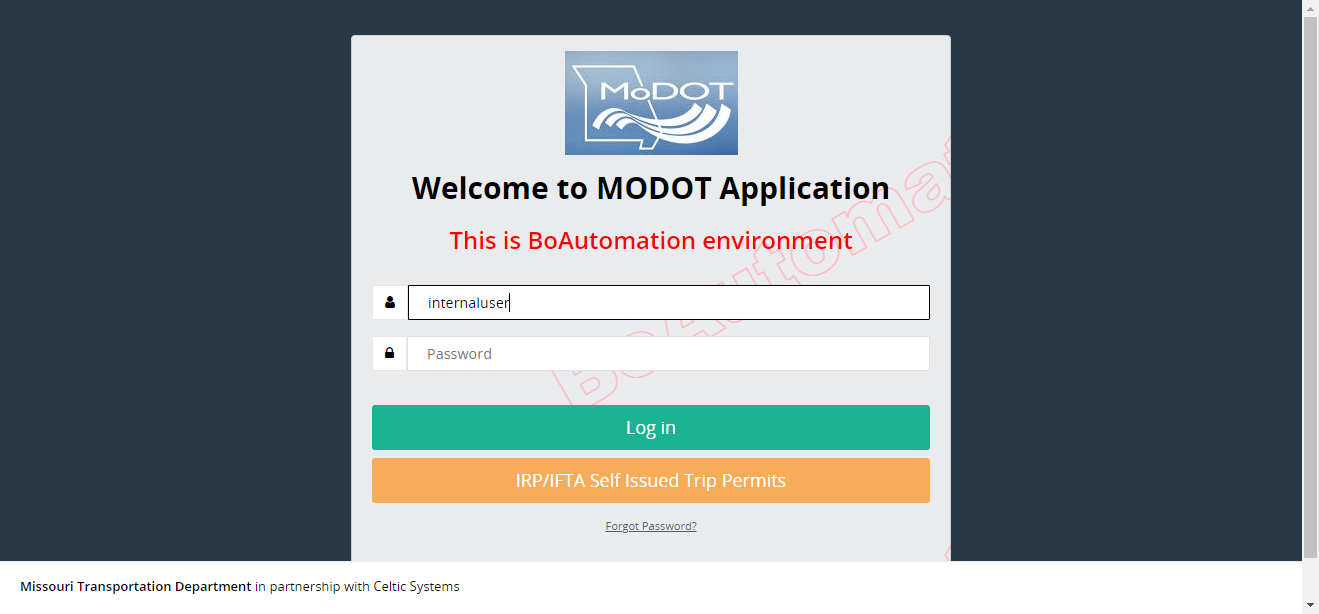 MoDOT
Welcome to MODOT Application
This is BoAutomation environment
internaluser
Password
Log in
IRP/IFTA Self Issued Trip Permits
Forgot Password?
BoAutomat
Missouri Transportation Department in partnership with Celtic Systems